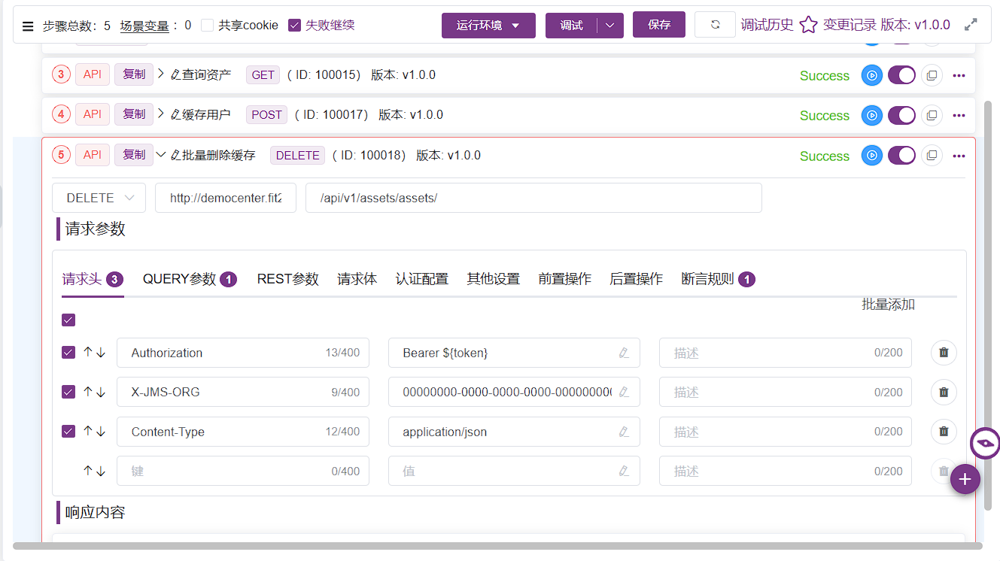 步骤总数: 5 场景变量 : 0 共享cookie 失败继续 运行环境 调试 保存 调试历史 变更记录 版本: v1.0.0
3 API 复制 查询资产 GET ( ID: 100015) 版本: v1.0.0 Success
4 API 复制 缓存用户 POST ( ID: 100017) 版本: v1.0.0 Success
5 API 复制 批量删除缓存 DELETE ( ID: 100018) 版本: v1.0.0 Success
DELETE http://democenter.fit2 /api/v1/assets/assets/
请求参数
请求头 3 QUERY参数 1 REST参数 请求体 认证配置 其他设置 前置操作 后置操作 断言规则 1
批量添加
Authorization 13/400 Bearer ${token} 描述 0/200
X-JMS-ORG 9/400 00000000-0000-0000-0000-000000000 描述 0/200
Content-Type 12/400 application/json 描述 0/200
键 0/400 值 描述 0/200
响应内容